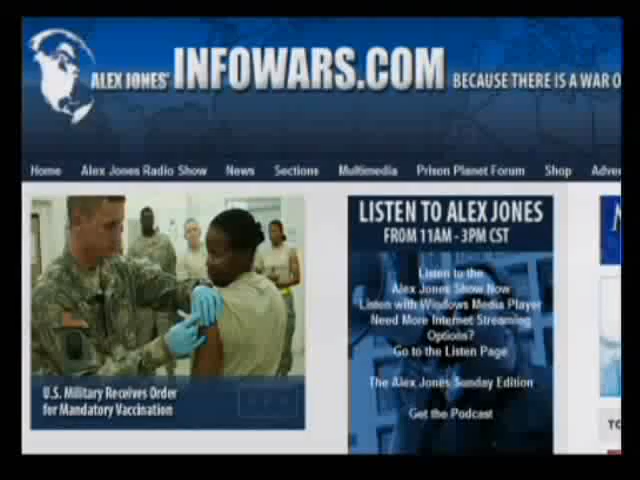 ALEX JONES' INFOWARS.COM BECAUSE THERE IS A WAR O
Home Alex Jones Radio Show News Sections Multimedia Prison Planet Forum Shop Adve
LISTEN TO ALEX JONES
FROM 11AM - 3PM CST
Listen to the
Alex Jones Show Now
Listen with Windows Media Player
Need More Internet Streaming
Options?
Go to the Listen Page
The Alex Jones Sunday Edition
Get the Podcast
U.S. Military Receives Order
for Mandatory Vaccination
TO